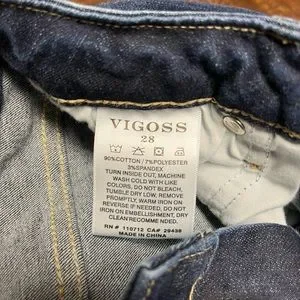 VIGOSS
28
90%COTTON / 7%POLYESTER
3%SPANDEX
TURN INSIDE OUT, MACHINE
WASH COLD WITH LIKE
COLORS, DO NOT BLEACH,
TUMBLE DRY LOW, REMOVE
PROMPTLY, WARM IRON ON
REVERSE IF NEEDED, DO NOT
IRON ON EMBELLISHMENT, DRY
CLEAN RECOMME NDED.
RN # 110712 CA# 29438
MADE IN CHINA